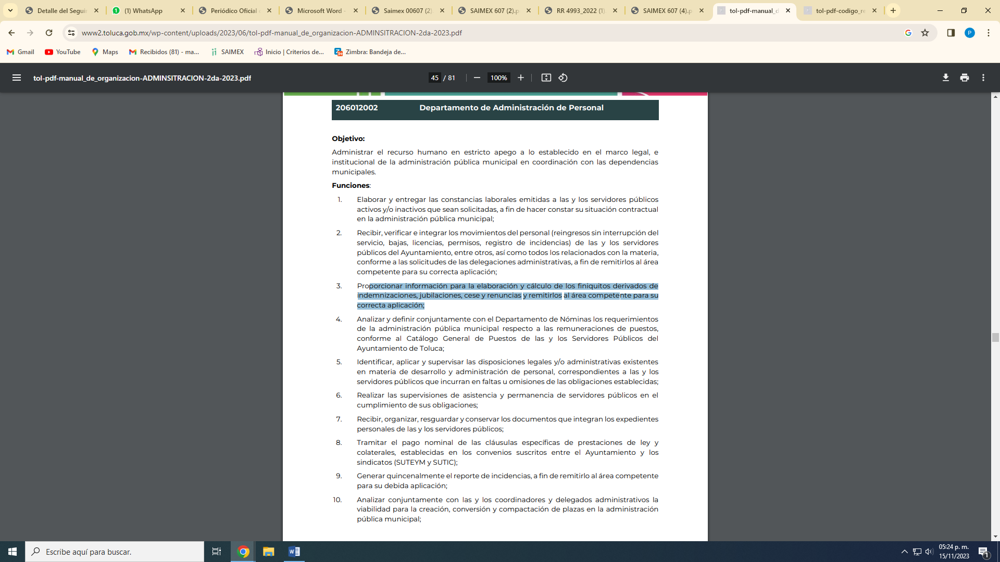 Detalle del Seguin
(1) WhatsApp
Periódico Oficial
Microsoft Word -
Saimex 00607 (2).
SAIMEX 607 (2).p
RR 4993_2022 (1).
SAIMEX 607 (4).p
tol-pdf-manual_d
tol-pdf-codigo_re
www2.toluca.gob.mx/wp-content/uploads/2023/06/tol-pdf-manual_de_organizacion-ADMINSITRACION-2da-2023.pdf
P
Gmail
YouTube
Maps
Recibidos (81) - ma...
SAIMEX
Inicio | Criterios de...
Zimbra: Bandeja de...
tol-pdf-manual_de_organizacion-ADMINSITRACION-2da-2023.pdf
45 / 81
100%
206012002 Departamento de Administración de Personal
Objetivo:
Administrar el recurso humano en estricto apego a lo establecido en el marco legal, e
institucional de la administración pública municipal en coordinación con las dependencias
municipales.
Funciones:
1. Elaborar y entregar las constancias laborales emitidas a las y los servidores públicos
activos y/o inactivos que sean solicitadas, a fin de hacer constar su situación contractual
en la administración pública municipal;
2. Recibir, verificar e integrar los movimientos del personal (reingresos sin interrupción del
servicio, bajas, licencias, permisos, registro de incidencias) de las y los servidores
públicos del Ayuntamiento, entre otros, así como todos los relacionados con la materia,
conforme a las solicitudes de las delegaciones administrativas, a fin de remitirlos al área
competente para su correcta aplicación;
3. Proporcionar información para la elaboración y cálculo de los finiquitos derivados de
indemnizaciones, jubilaciones, cese y renuncias y remitirlos al área competente para su
correcta aplicación;
4. Analizar y definir conjuntamente con el Departamento de Nóminas los requerimientos
de la administración pública municipal respecto a las remuneraciones de puestos,
conforme al Catálogo General de Puestos de las y los Servidores Públicos del
Ayuntamiento de Toluca;
5. Identificar, aplicar y supervisar las disposiciones legales y/o administrativas existentes
en materia de desarrollo y administración de personal, correspondientes a las y los
servidores públicos que incurran en faltas u omisiones de las obligaciones establecidas;
6. Realizar las supervisiones de asistencia y permanencia de servidores públicos en el
cumplimiento de sus obligaciones;
7. Recibir, organizar, resguardar y conservar los documentos que integran los expedientes
personales de las y los servidores públicos;
8. Tramitar el pago nominal de las cláusulas específicas de prestaciones de ley y
colaterales, establecidas en los convenios suscritos entre el Ayuntamiento y los
sindicatos (SUTEYM y SUTIC);
9. Generar quincenalmente el reporte de incidencias, a fin de remitirlo al área competente
para su debida aplicación;
10. Analizar conjuntamente con las y los coordinadores y delegados administrativos la
viabilidad para la creación, conversión y compactación de plazas en la administración
pública municipal;
Escribe aquí para buscar.
05:24 p. m.
15/11/2023
1